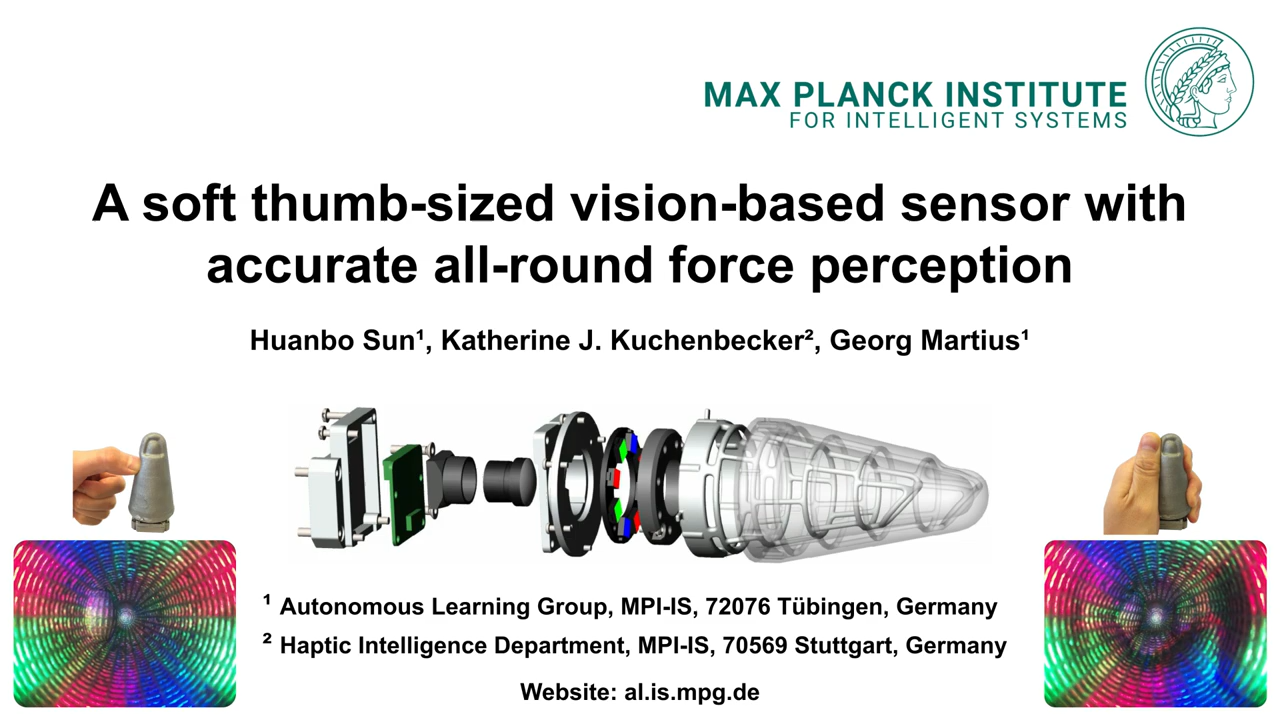 MAX PLANCK INSTITUTE
FOR INTELLIGENT SYSTEMS
A soft thumb-sized vision-based sensor with
accurate all-round force perception
Huanbo Sun¹, Katherine J. Kuchenbecker², Georg Martius¹
¹ Autonomous Learning Group, MPI-IS, 72076 Tübingen, Germany
² Haptic Intelligence Department, MPI-IS, 70569 Stuttgart, Germany
Website: al.is.mpg.de